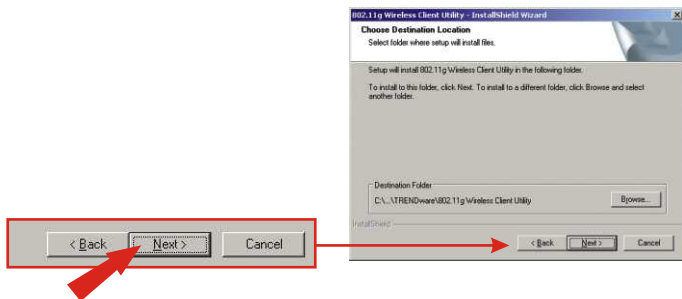 802.11g Wireless Client Utility - InstallShield Wizard
Choose Destination Location
Select folder where setup will install files.
Setup will install 802.11g Wireless Client Utility in the following folder.
To install to this folder, click Next. To install to a different folder, click Browse and select
another folder.
Destination Folder
C:\...\TRENDware\802.11g Wireless Client Utility
Browse...
InstallShield
< Back Next > Cancel
< Back Next > Cancel